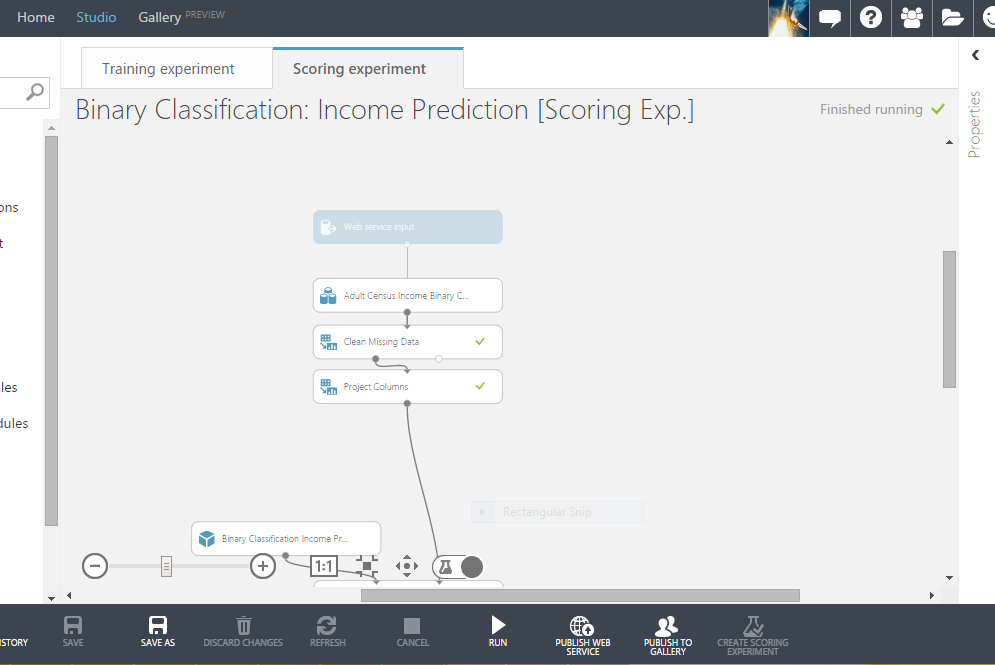 Home Studio Gallery PREVIEW
Training experiment Scoring experiment
Binary Classification: Income Prediction [Scoring Exp.]
Finished running
Properties
ons
t
les
dules
Web service input
Adult Census Income Binary C...
Clean Missing Data
Project Columns
Rectangular Snip
Binary Classification Income Pr...
1:1
ISTORY SAVE SAVE AS DISCARD CHANGES REFRESH CANCEL RUN
PUBLISH WEB
SERVICE
PUBLISH TO
GALLERY
CREATE SCORING
EXPERIMENT